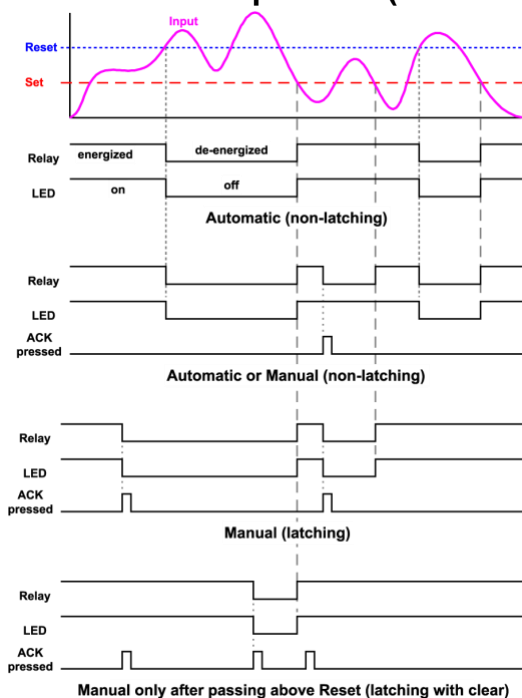 Input
Reset
Set
Relay
energized
de-energized
LED
on
off
Automatic (non-latching)
Relay
LED
ACK
pressed
Automatic or Manual (non-latching)
Relay
LED
ACK
pressed
Manual (latching)
Relay
LED
ACK
pressed
Manual only after passing above Reset (latching with clear)